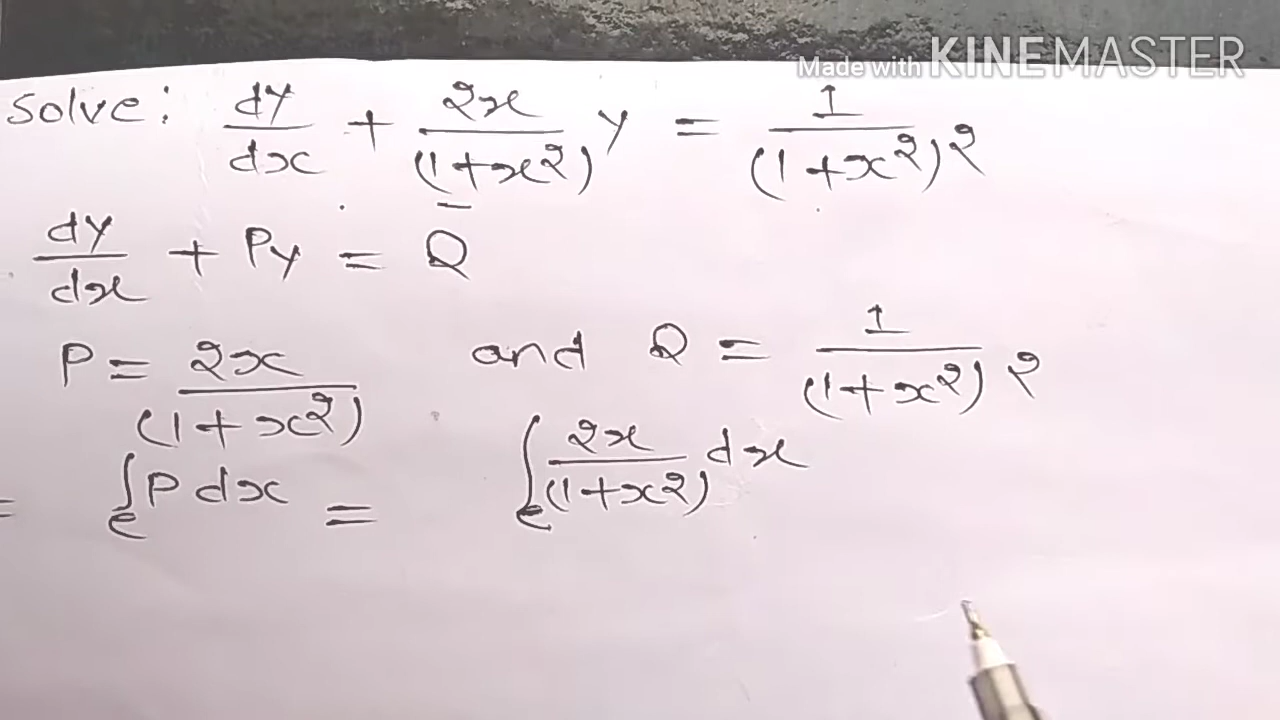 Made with KINEMASTER
Solve: dy/dx + 2x/(1+x²) y = 1/(1+x²)²
dy/dx + Py = Q
P = 2x/(1+x²) and Q = 1/(1+x²)²
= e^∫P dx = e^∫2x/(1+x²) dx